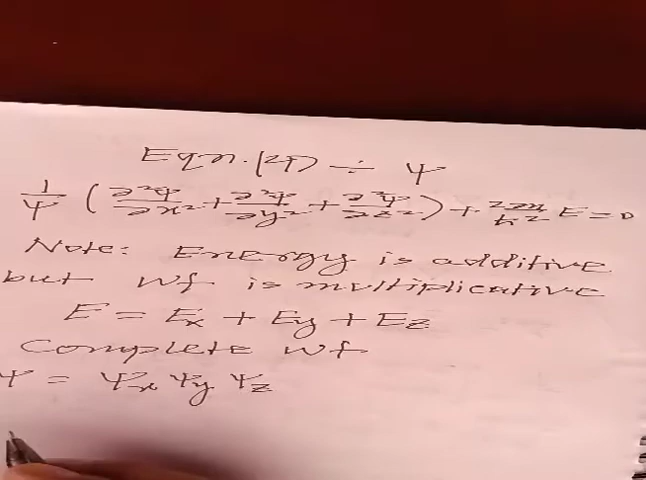 Eqn. (24) ÷ Ψ
1/Ψ (∂²Ψ/∂x² + ∂²Ψ/∂y² + ∂²Ψ/∂z²) + 2m/ħ² E = 0
Note: Energy is additive
but wf is multiplicative
E = Ex + Ey + Ez
Complete wf
Ψ = Ψx Ψy Ψz